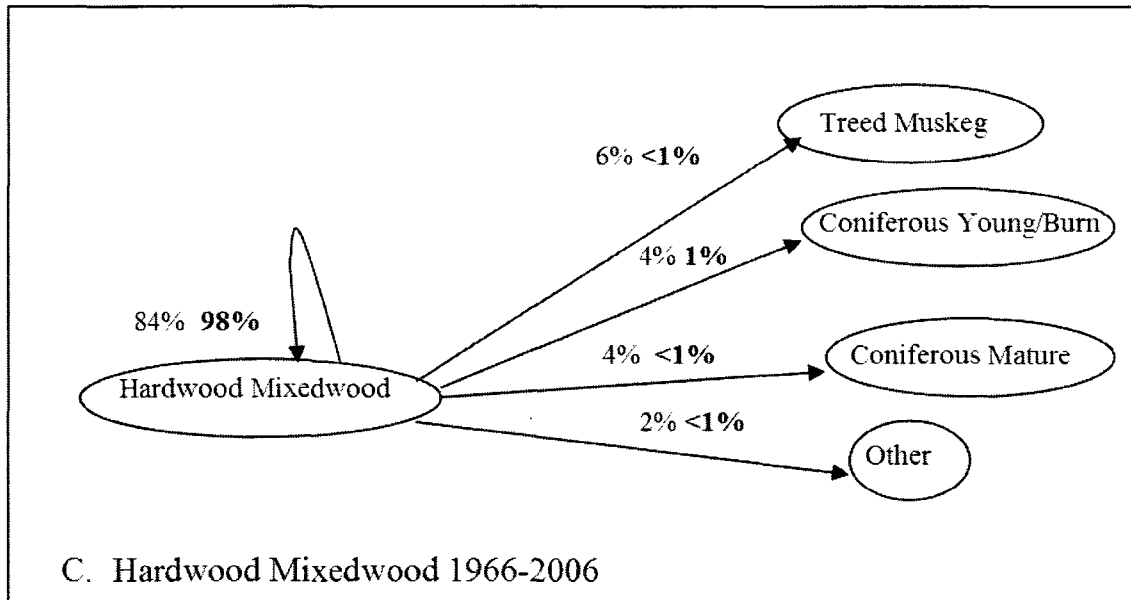 Treed Muskeg
6% <1%
Coniferous Young/Burn
4% 1%
84% 98%
Coniferous Mature
4% <1%
Hardwood Mixedwood
2% <1%
Other
C. Hardwood Mixedwood 1966-2006